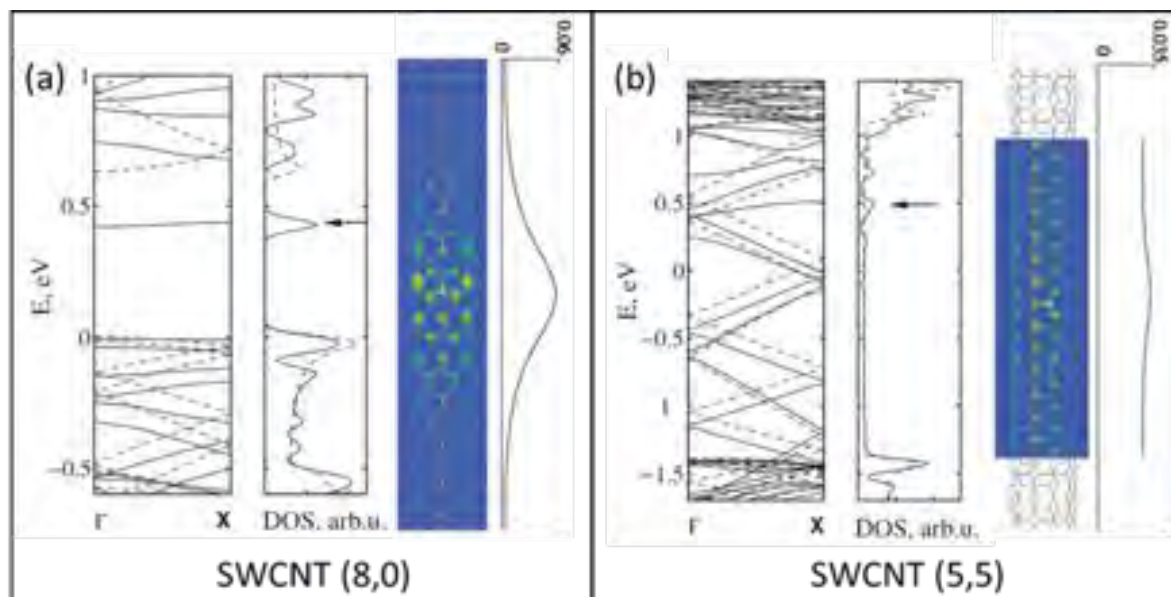 (a)
1
0.5
0
−0.5
E, eV
Γ
X
DOS, arb.u.
0
0.06
SWCNT (8,0)
(b)
1
0.5
0
−0.5
1
−1.5
E, eV
Γ
X
DOS, arb.u.
0
0.035
SWCNT (5,5)